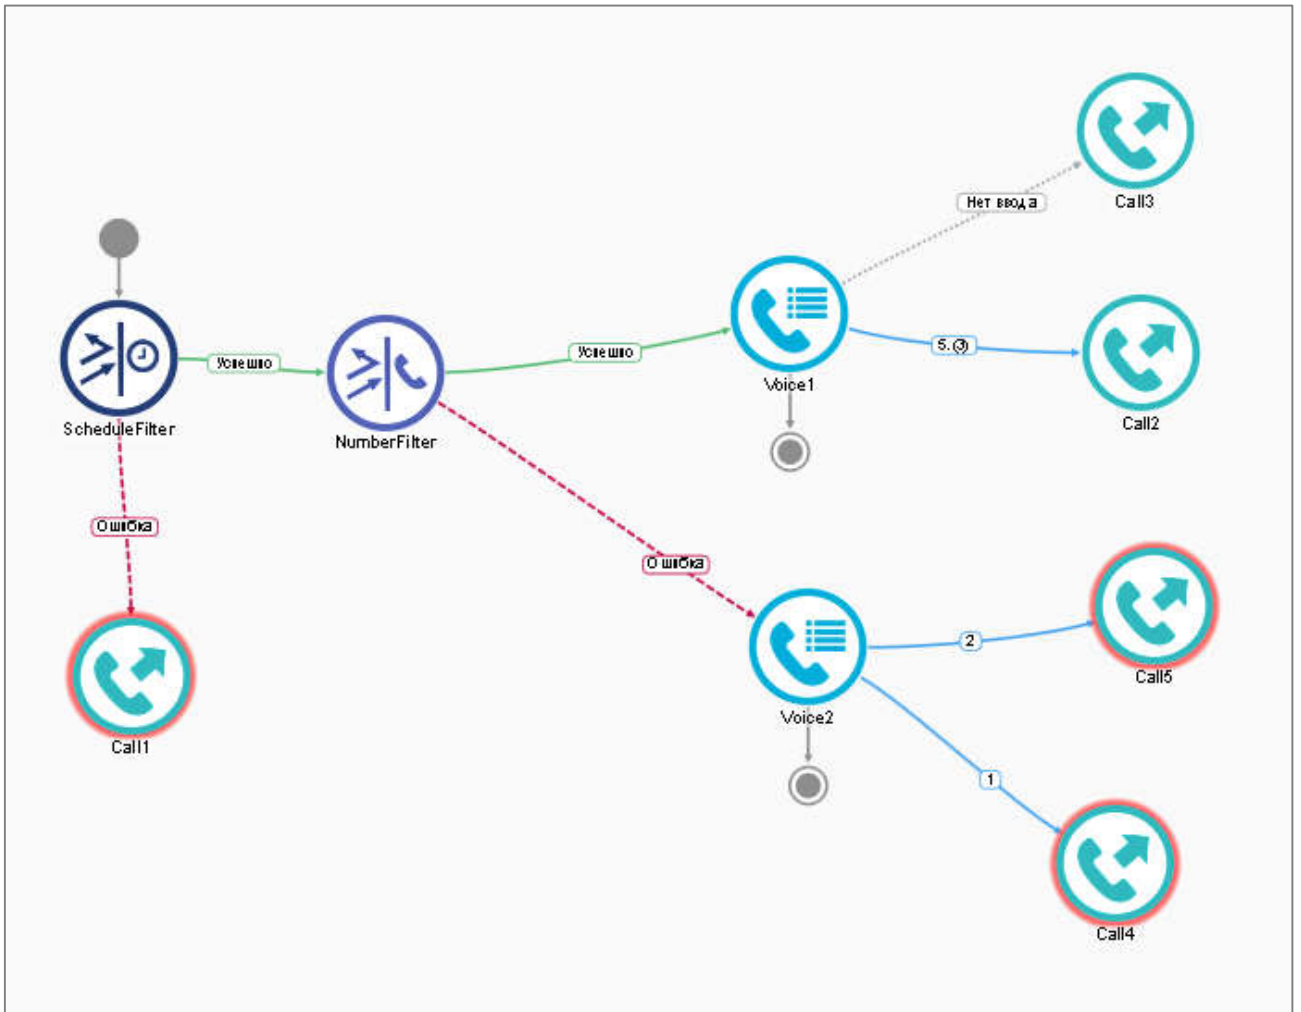 Нет ввода
Call3
Успешно
Успешно
5. (3)
Voice1
Call2
ScheduleFilter
NumberFilter
Ошибка
Ошибка
2
Call5
Voice2
Call1
1
Call4